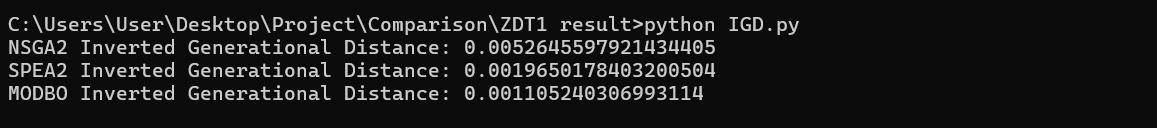 C:\Users\User\Desktop\Project\Comparison\ZDT1 result>python IGD.py
NSGA2 Inverted Generational Distance: 0.0052645597921434405
SPEA2 Inverted Generational Distance: 0.0019650178403200504
MODBO Inverted Generational Distance: 0.001105240306993114